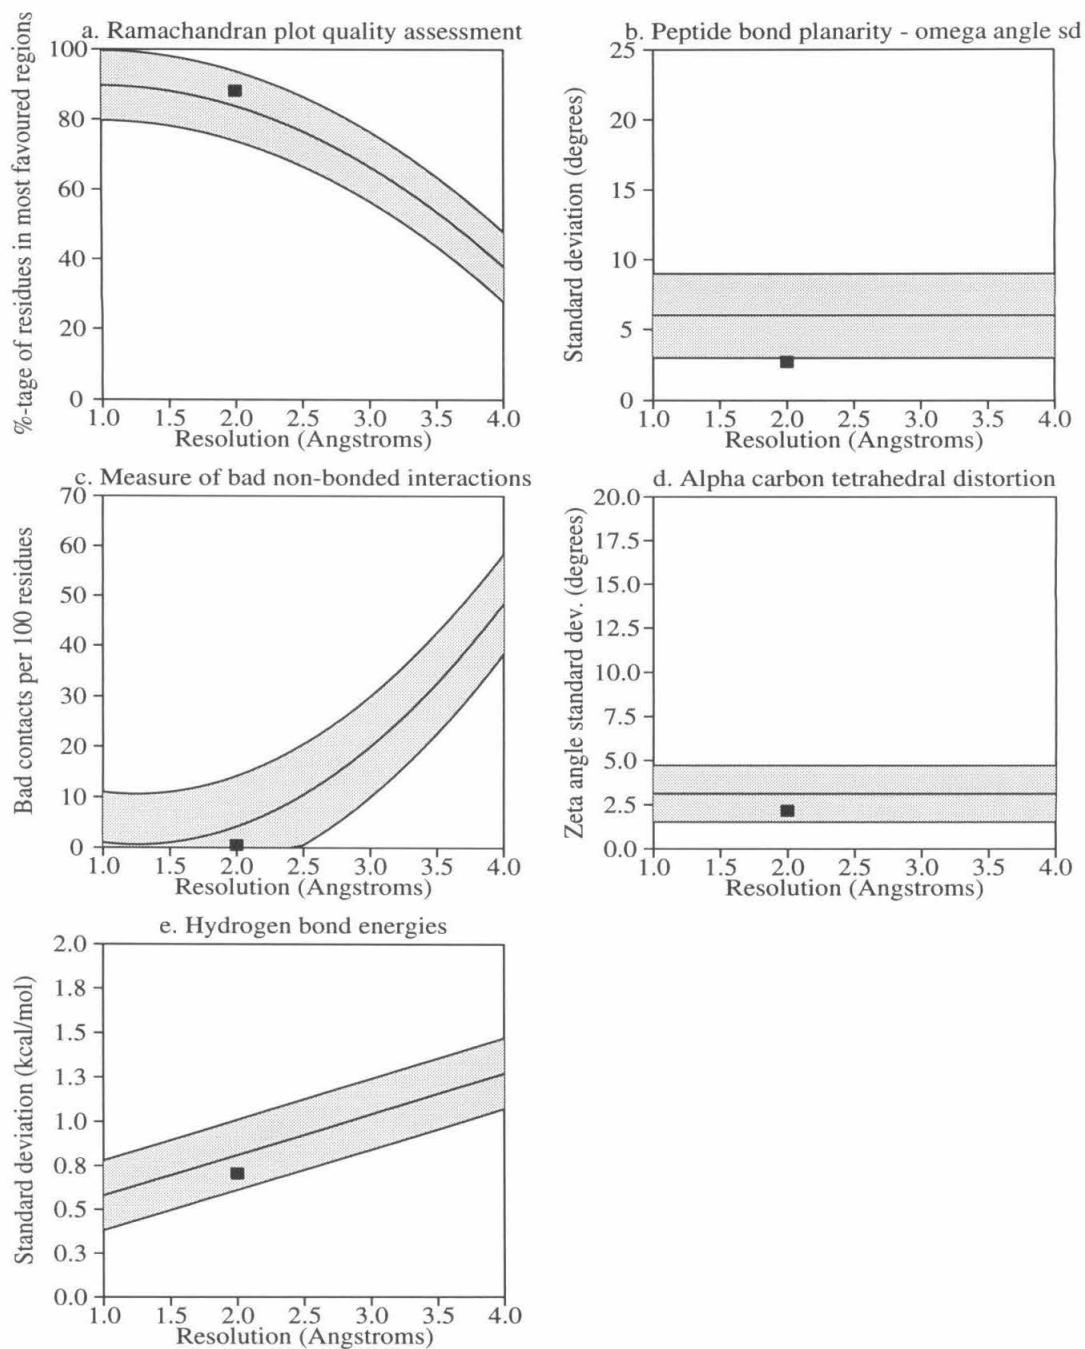 a. Ramachandran plot quality assessment
%-tage of residues in most favoured regions
100
80
60
40
20
0
1.0 1.5 2.0 2.5 3.0 3.5 4.0
Resolution (Angstroms)
b. Peptide bond planarity - omega angle sd
Standard deviation (degrees)
25
20
15
10
5
0
1.0 1.5 2.0 2.5 3.0 3.5 4.0
Resolution (Angstroms)
c. Measure of bad non-bonded interactions
Bad contacts per 100 residues
70
60
50
40
30
20
10
0
1.0 1.5 2.0 2.5 3.0 3.5 4.0
Resolution (Angstroms)
d. Alpha carbon tetrahedral distortion
Zeta angle standard dev. (degrees)
20.0
17.5
15.0
12.5
10.0
7.5
5.0
2.5
0.0
1.0 1.5 2.0 2.5 3.0 3.5 4.0
Resolution (Angstroms)
e. Hydrogen bond energies
Standard deviation (kcal/mol)
2.0
1.8
1.5
1.3
1.0
0.8
0.5
0.3
0.0
1.0 1.5 2.0 2.5 3.0 3.5 4.0
Resolution (Angstroms)